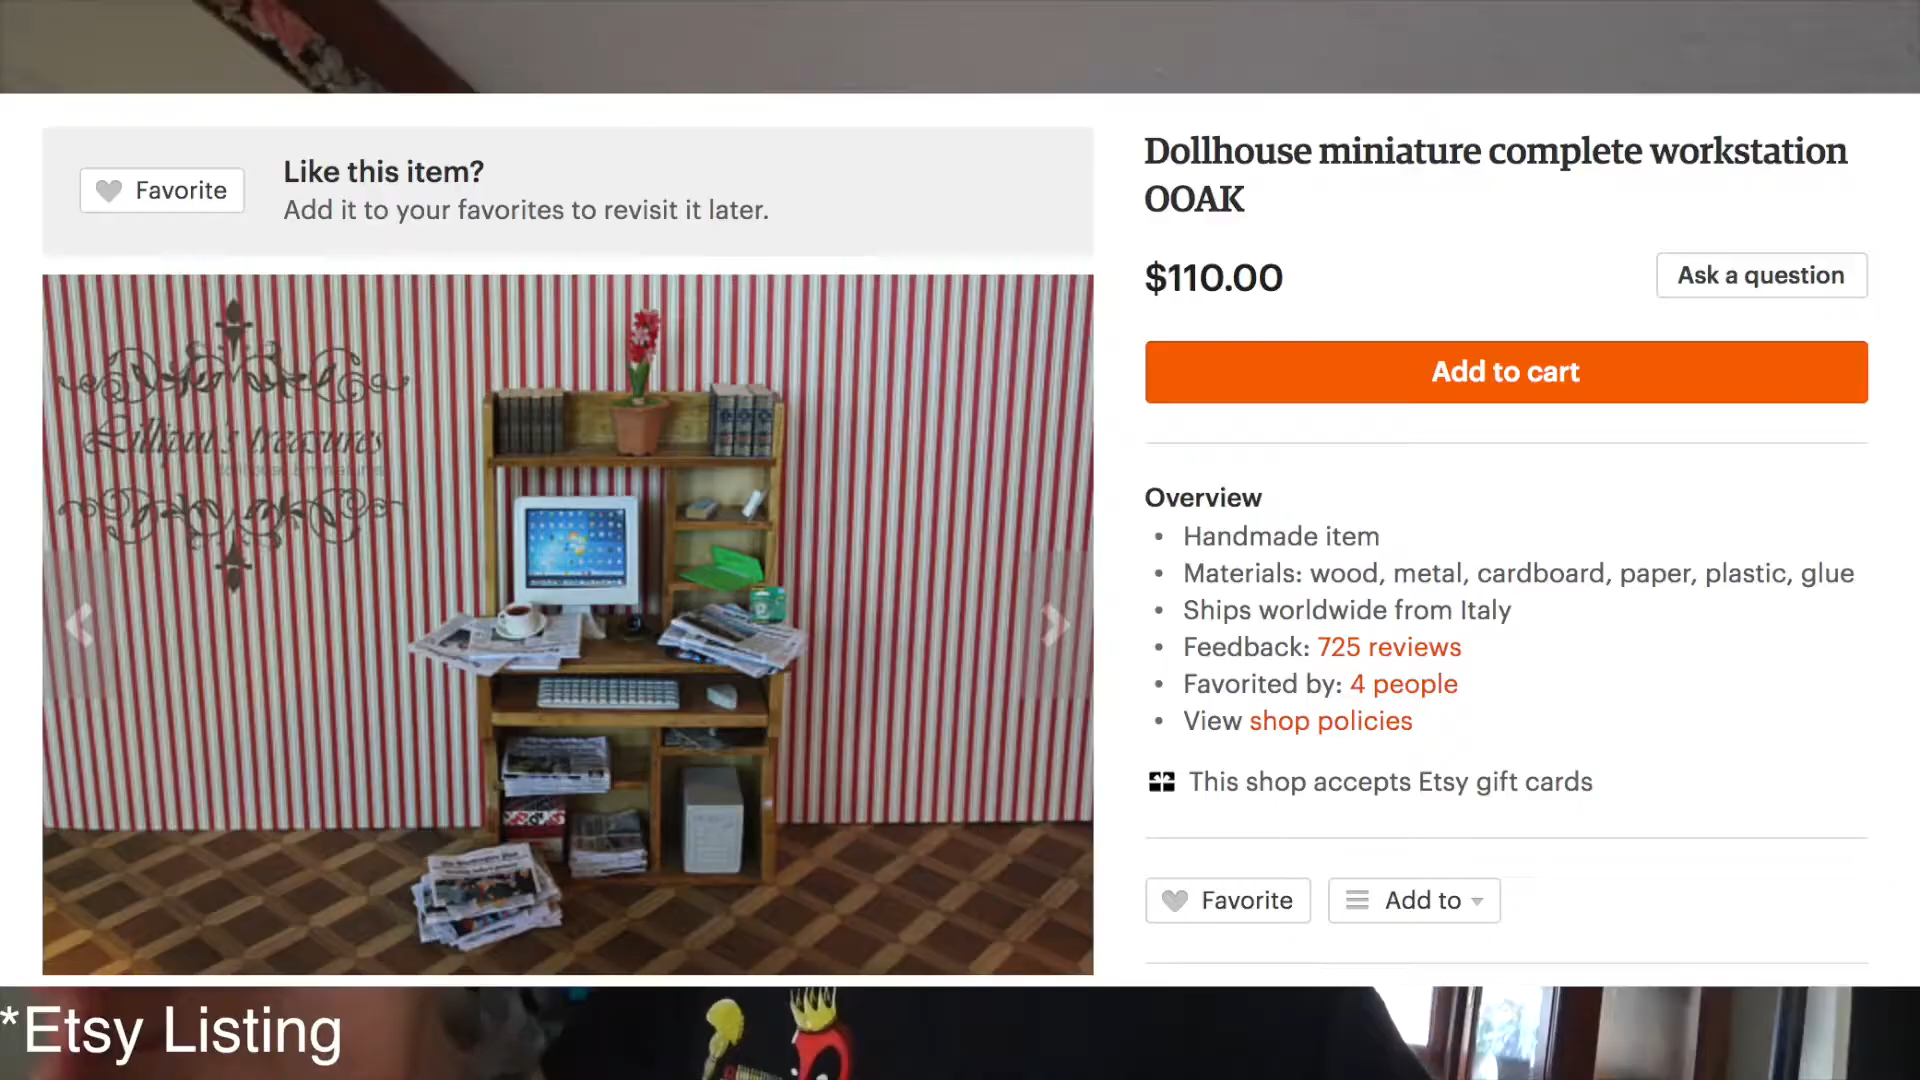 Favorite
Like this item?
Add it to your favorites to revisit it later.
Lilliput's treasures
Dollhouse miniature complete workstation
OOAK
$110.00
Ask a question
Add to cart
Overview
• Handmade item
• Materials: wood, metal, cardboard, paper, plastic, glue
• Ships worldwide from Italy
• Feedback: 725 reviews
• Favorited by: 4 people
• View shop policies
This shop accepts Etsy gift cards
Favorite
Add to
*Etsy Listing